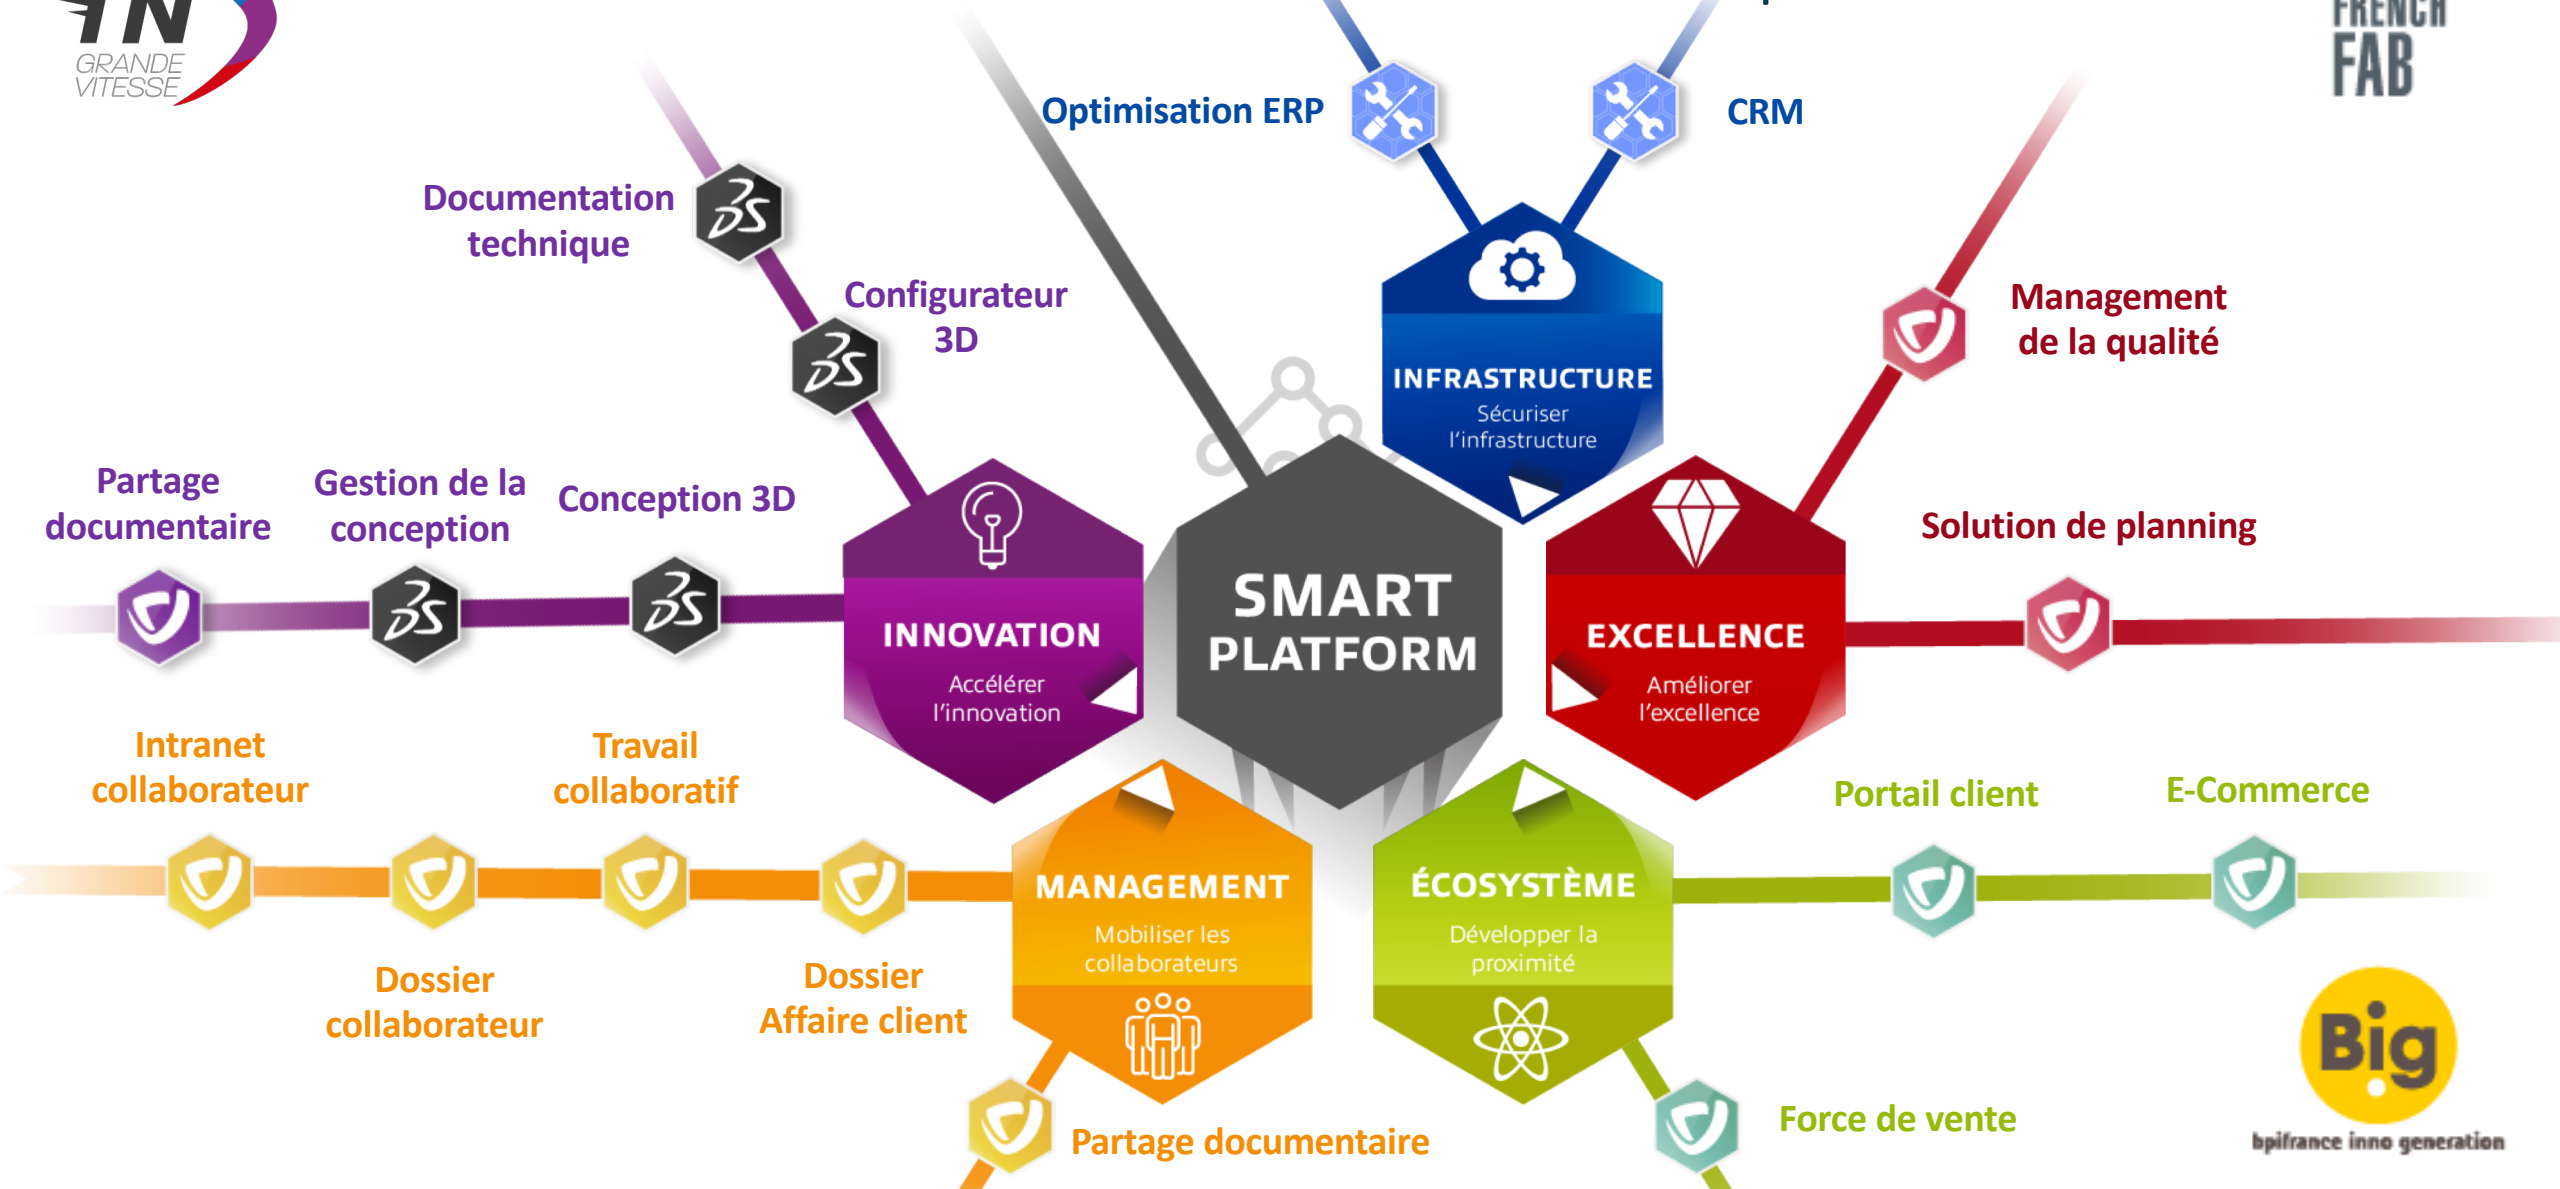 GRANDE
VITESSE
FRENCH
FAB
Optimisation ERP
CRM
Documentation
technique
Configurateur
3D
Management
de la qualité
INFRASTRUCTURE
Sécuriser
l'infrastructure
Partage
documentaire
Gestion de la
conception
Conception 3D
Solution de planning
SMART
PLATFORM
INNOVATION
Accélérer
l'innovation
EXCELLENCE
Améliorer
l'excellence
Intranet
collaborateur
Travail
collaboratif
Portail client
E-Commerce
MANAGEMENT
Mobiliser les
collaborateurs
ÉCOSYSTÈME
Développer la
proximité
Dossier
collaborateur
Dossier
Affaire client
Partage documentaire
Force de vente
Big
bpifrance inno generation